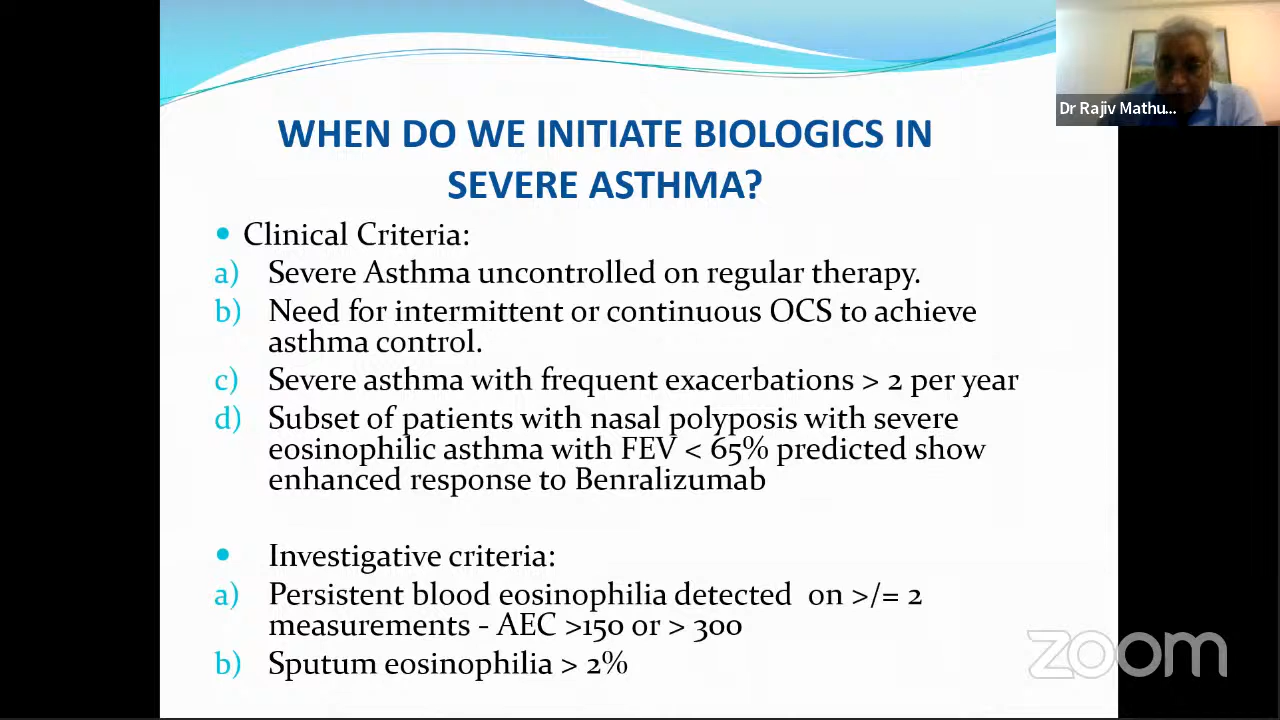 Dr Rajiv Mathu...
WHEN DO WE INITIATE BIOLOGICS IN
SEVERE ASTHMA?
• Clinical Criteria:
a) Severe Asthma uncontrolled on regular therapy.
b) Need for intermittent or continuous OCS to achieve
asthma control.
c) Severe asthma with frequent exacerbations > 2 per year
d) Subset of patients with nasal polyposis with severe
eosinophilic asthma with FEV < 65% predicted show
enhanced response to Benralizumab
• Investigative criteria:
a) Persistent blood eosinophilia detected on >/= 2
measurements - AEC >150 or > 300
b) Sputum eosinophilia > 2%
zoom